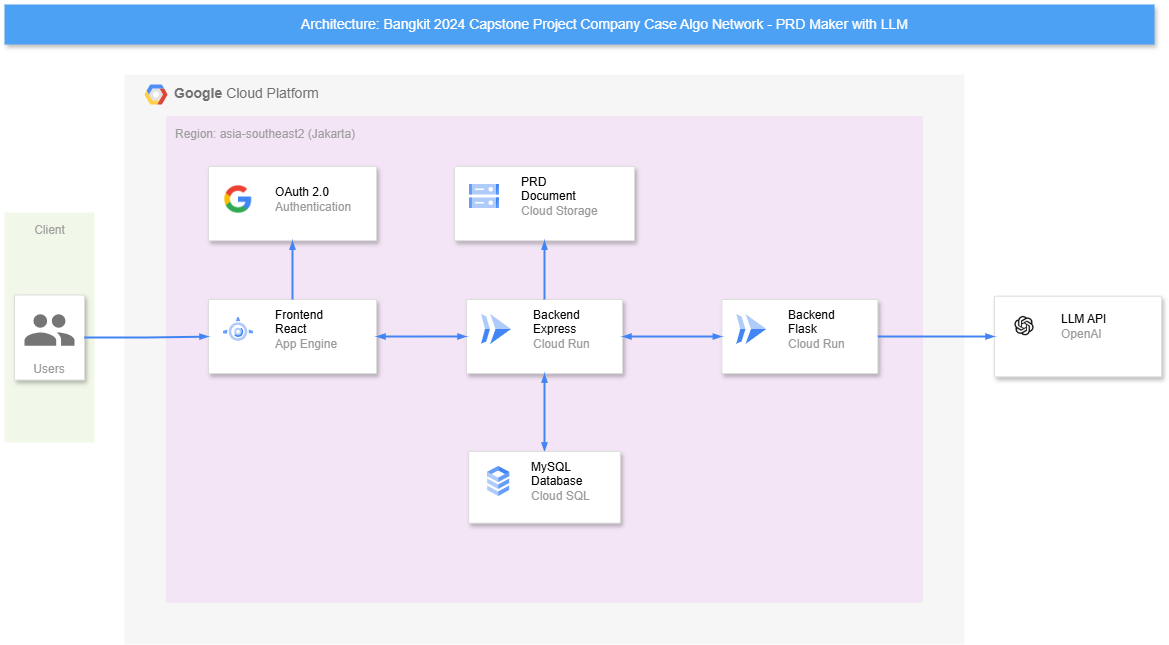 Architecture: Bangkit 2024 Capstone Project Company Case Algo Network - PRD Maker with LLM
Google Cloud Platform
Region: asia-southeast2 (Jakarta)
OAuth 2.0
Authentication
PRD
Document
Cloud Storage
Client
Users
Frontend
React
App Engine
Backend
Express
Cloud Run
Backend
Flask
Cloud Run
LLM API
OpenAI
MySQL
Database
Cloud SQL